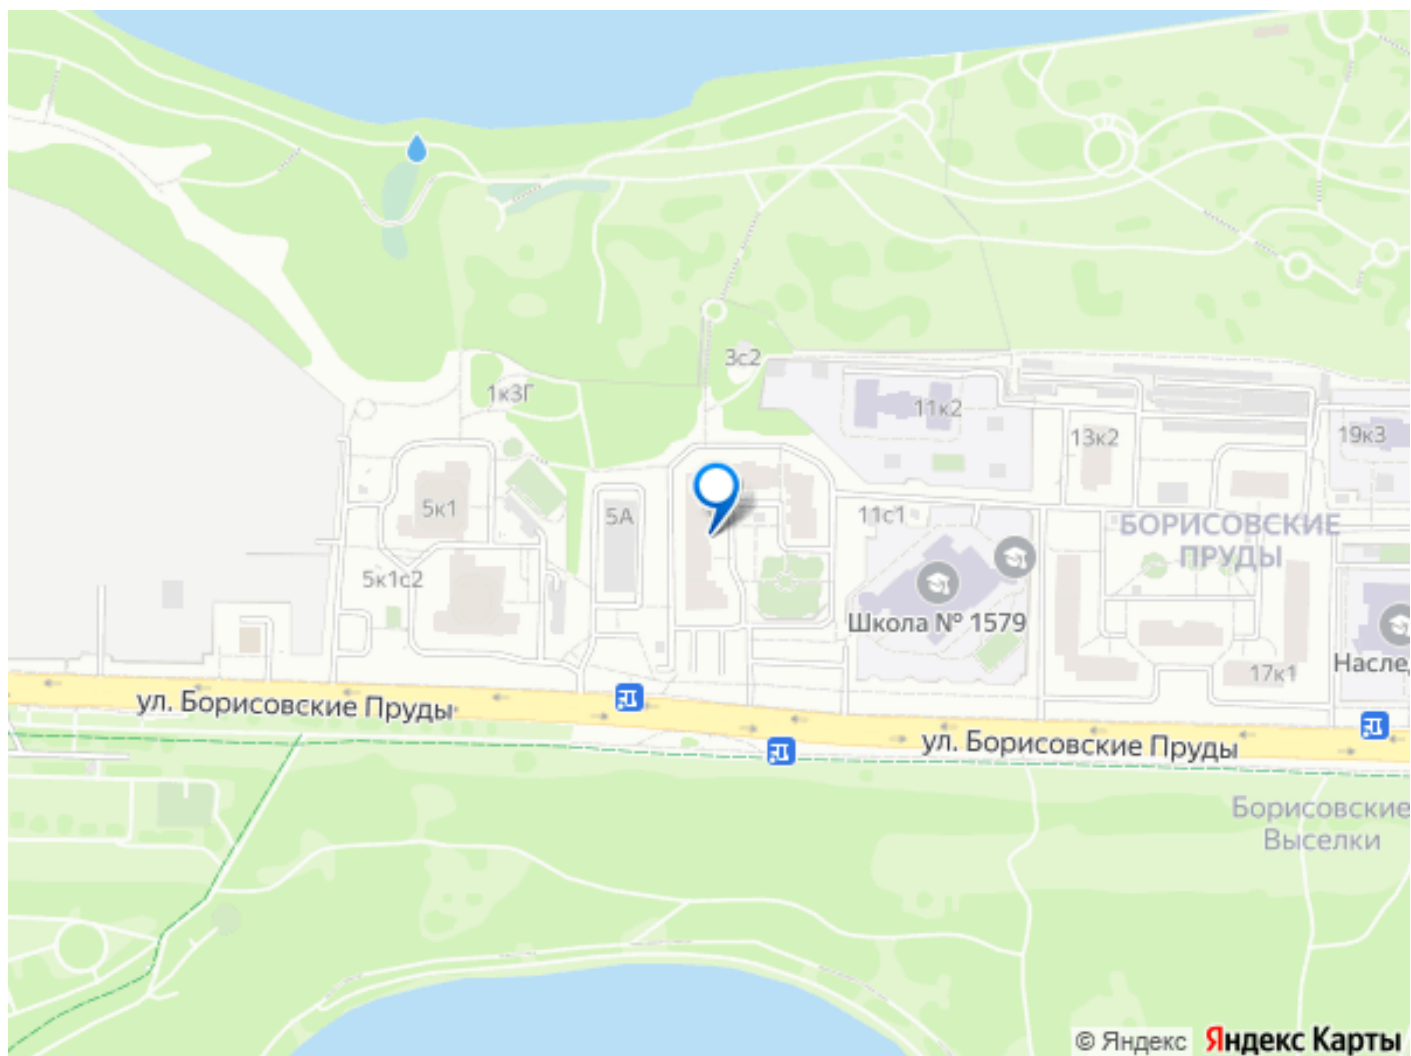 3с2
1к3Г
11к2
13к2
19к3
5к1
5А
11с1
БОРИСОВСКИЕ
ПРУДЫ
5к1с2
Школа № 1579
Наслед
17к1
ул. Борисовские Пруды
ул. Борисовские Пруды
Борисовские
Выселки
© Яндекс Яндекс Карты